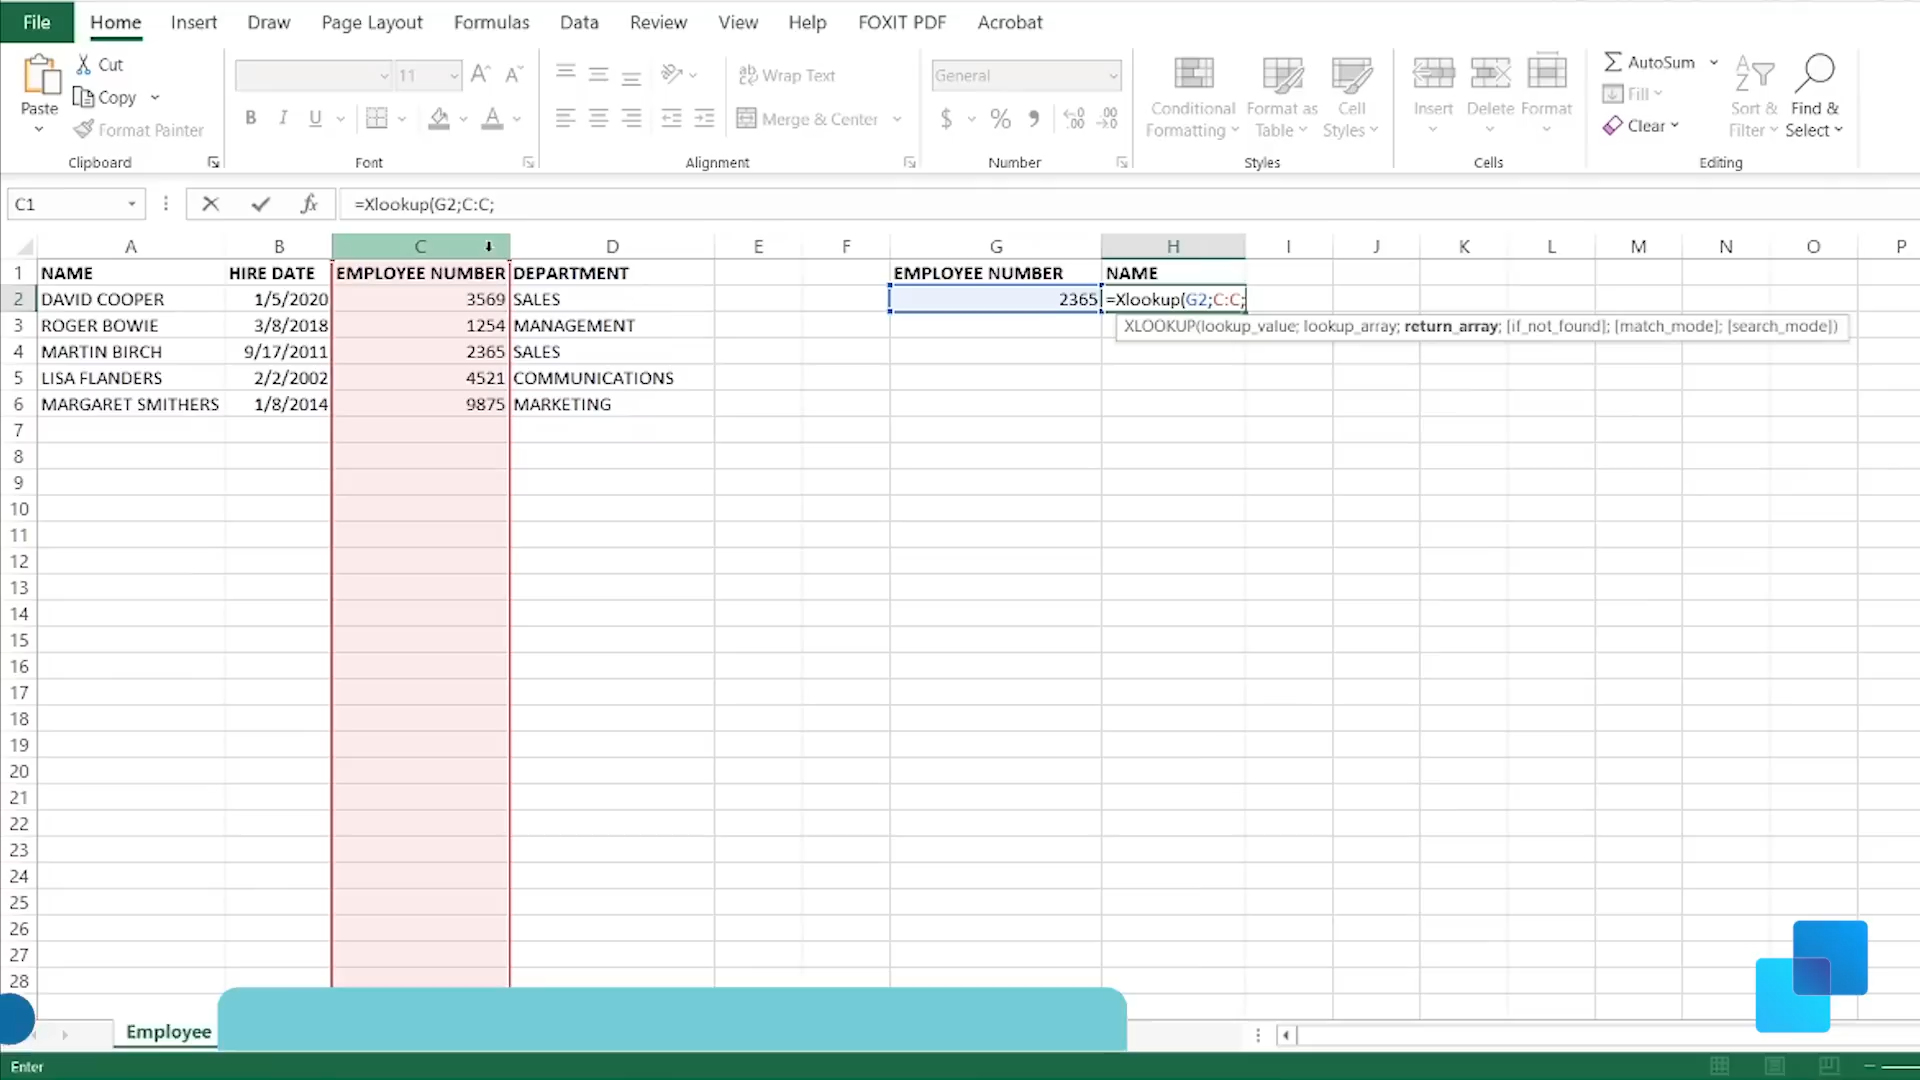 File Home Insert Draw Page Layout Formulas Data Review View Help FOXIT PDF Acrobat
Paste Cut Copy Format Painter Clipboard
11 B I U Font
ab Wrap Text Merge & Center Alignment
General $ % Number
Conditional Formatting Format as Table Cell Styles Styles
Insert Delete Format Cells
AutoSum Fill Clear Sort & Filter Find & Select Editing
C1 fx =Xlookup(G2;C:C;
A B C D E F G H I J K L M N O P
1 NAME HIRE DATE EMPLOYEE NUMBER DEPARTMENT EMPLOYEE NUMBER NAME
2 DAVID COOPER 1/5/2020 3569 SALES 2365 =Xlookup(G2;C:C;
3 ROGER BOWIE 3/8/2018 1254 MANAGEMENT XLOOKUP(lookup_value; lookup_array; return_array; [if_not_found]; [match_mode]; [search_mode])
4 MARTIN BIRCH 9/17/2011 2365 SALES
5 LISA FLANDERS 2/2/2002 4521 COMMUNICATIONS
6 MARGARET SMITHERS 1/8/2014 9875 MARKETING
7
8
9
10
11
12
13
14
15
16
17
18
19
20
21
22
23
24
25
26
27
28
Employee
Enter